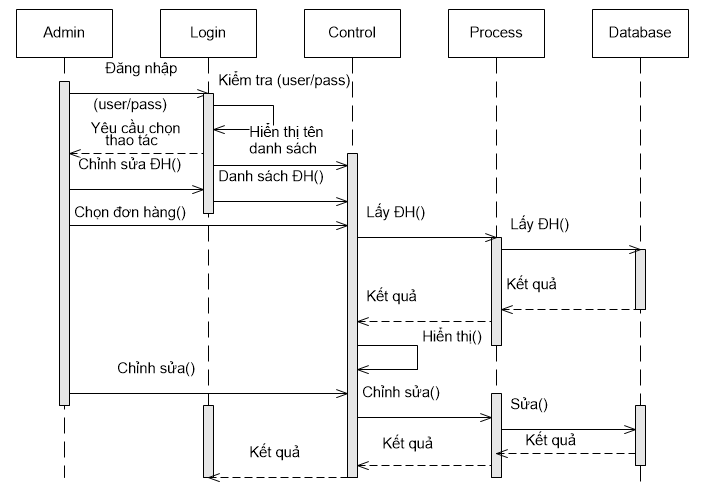 Admin
Login
Control
Process
Database
Đăng nhập
Kiểm tra (user/pass)
(user/pass)
Yêu cầu chọn
thao tác
Hiển thị tên
danh sách
Chỉnh sửa ĐH()
Danh sách ĐH()
Chọn đơn hàng()
Lấy ĐH()
Lấy ĐH()
Kết quả
Kết quả
Hiển thị()
Chỉnh sửa()
Chỉnh sửa()
Sửa()
Kết quả
Kết quả
Kết quả